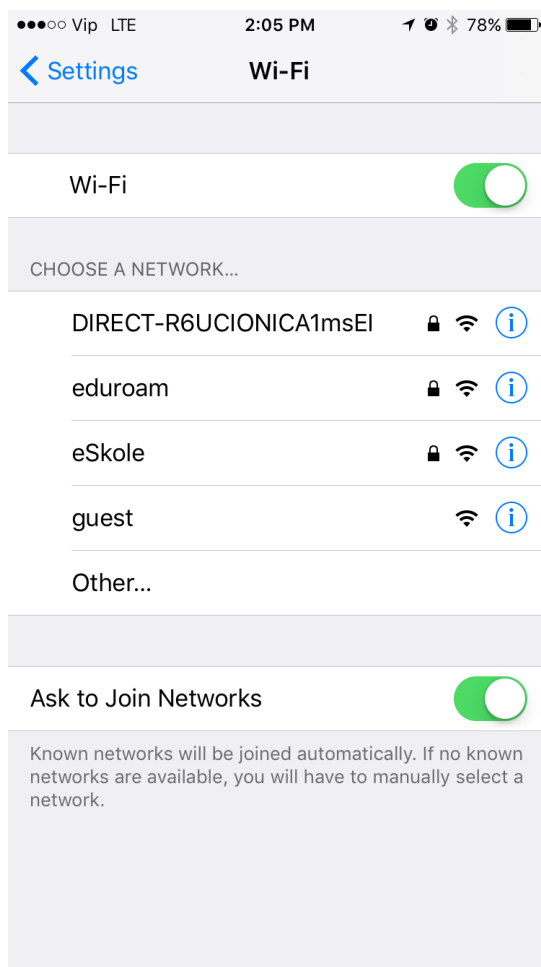 Vip LTE 2:05 PM 78%
Settings Wi-Fi
Wi-Fi
CHOOSE A NETWORK...
DIRECT-R6UCIONICA1msEI
eduroam
eSkole
guest
Other...
Ask to Join Networks
Known networks will be joined automatically. If no known
networks are available, you will have to manually select a
network.